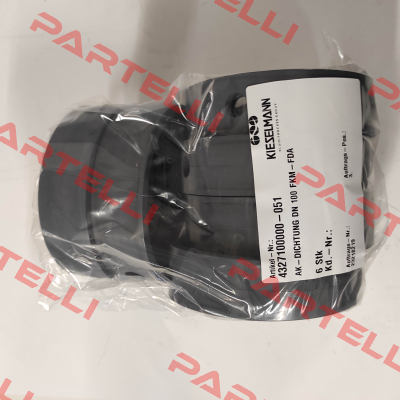 KIESELMANN
Artikel-Nr.:
4327100000-051
AK-DICHTUNG DN 100 FKM-FDA
6 Stk
Kd.-Nr.:
Auftrags-Pos.:
Auftrags-Nr.:
PARTELLI
PARTELLI
PARTELLI
PARTELLI